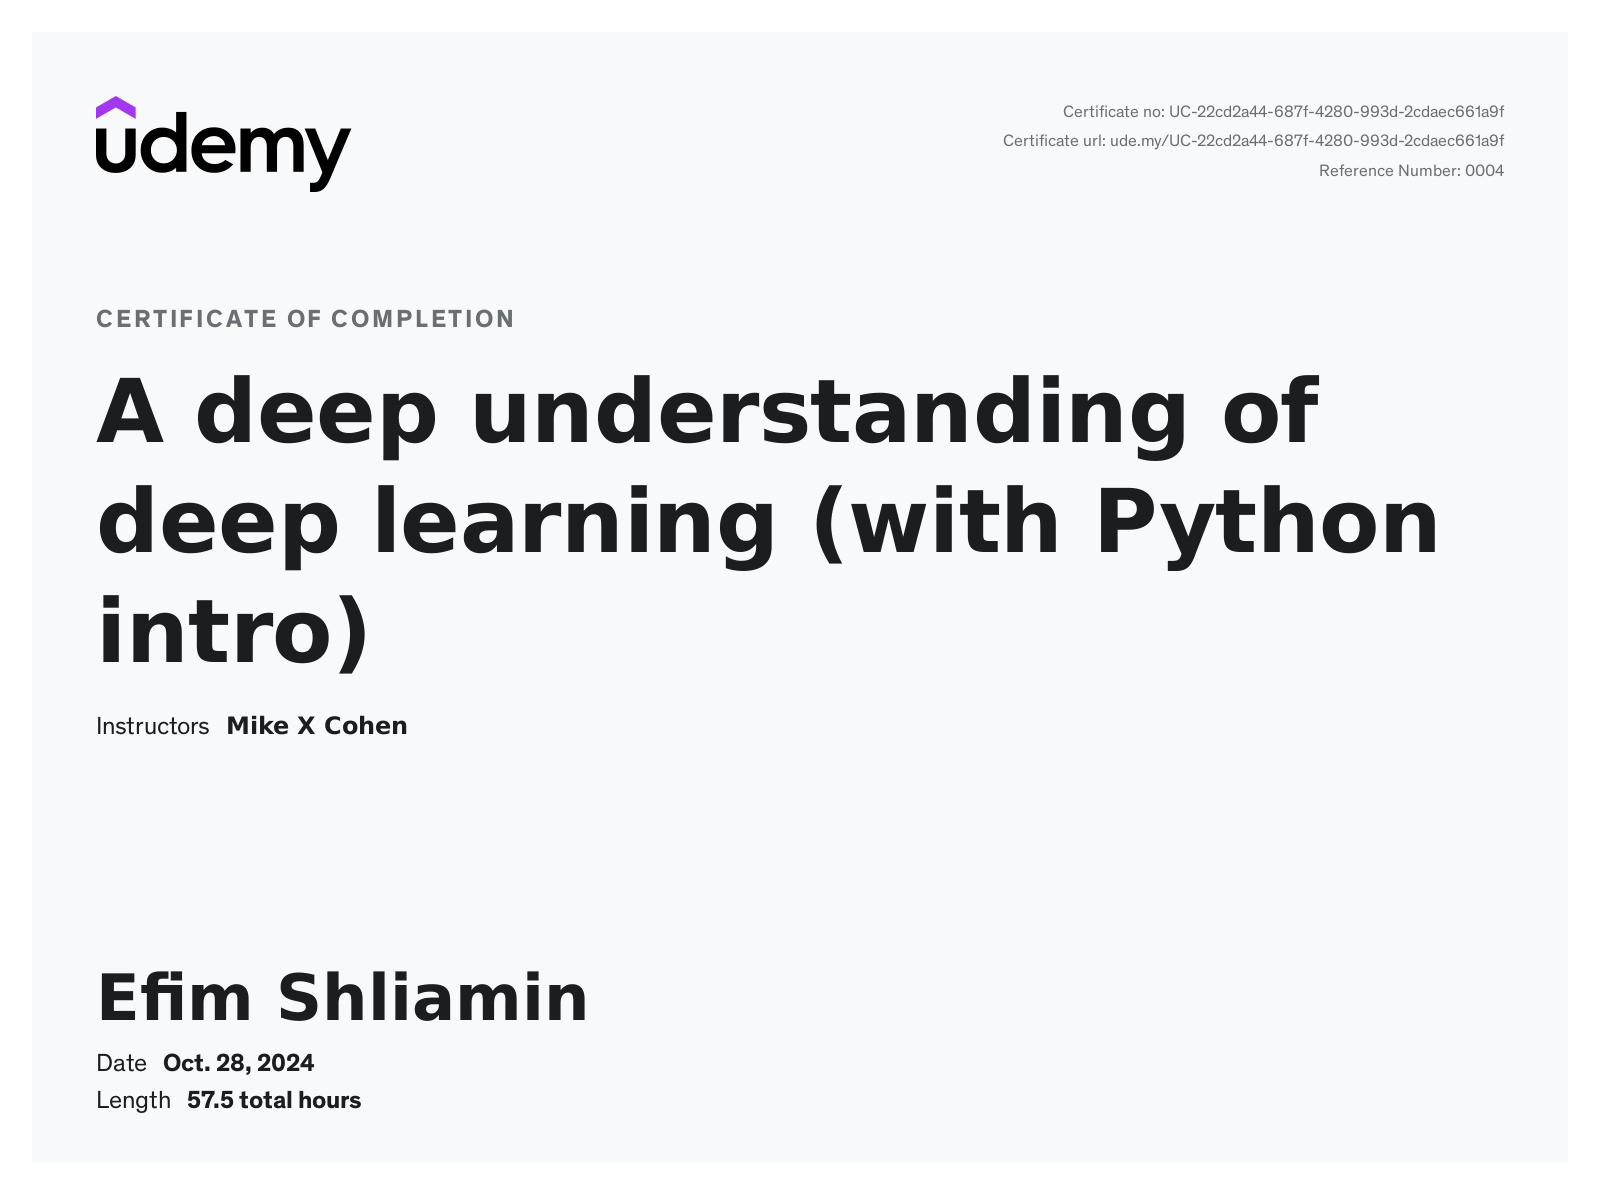 udemy
Certificate no: UC-22cd2a44-687f-4280-993d-2cdaec661a9f
Certificate url: ude.my/UC-22cd2a44-687f-4280-993d-2cdaec661a9f
Reference Number: 0004
CERTIFICATE OF COMPLETION
A deep understanding of
deep learning (with Python
intro)
Instructors Mike X Cohen
Efim Shliamin
Date Oct. 28, 2024
Length 57.5 total hours